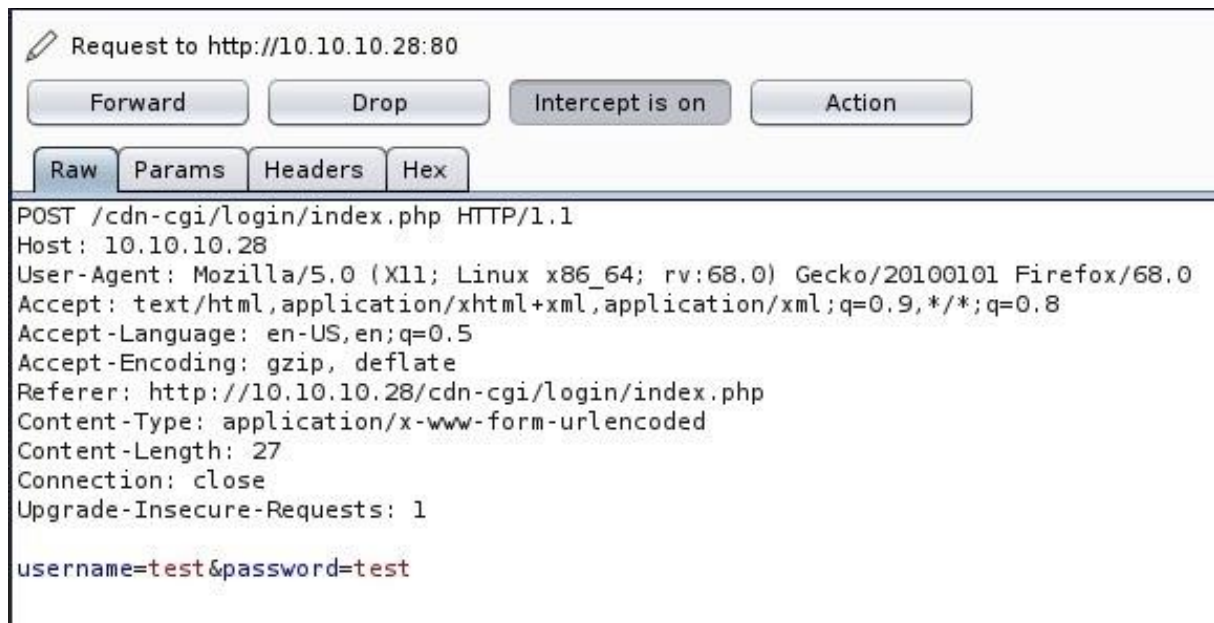 Request to http://10.10.10.28:80
Forward Drop Intercept is on Action
Raw Params Headers Hex
POST /cdn-cgi/login/index.php HTTP/1.1
Host: 10.10.10.28
User-Agent: Mozilla/5.0 (X11; Linux x86_64; rv:68.0) Gecko/20100101 Firefox/68.0
Accept: text/html,application/xhtml+xml,application/xml;q=0.9,*/*;q=0.8
Accept-Language: en-US,en;q=0.5
Accept-Encoding: gzip, deflate
Referer: http://10.10.10.28/cdn-cgi/login/index.php
Content-Type: application/x-www-form-urlencoded
Content-Length: 27
Connection: close
Upgrade-Insecure-Requests: 1
username=test&password=test